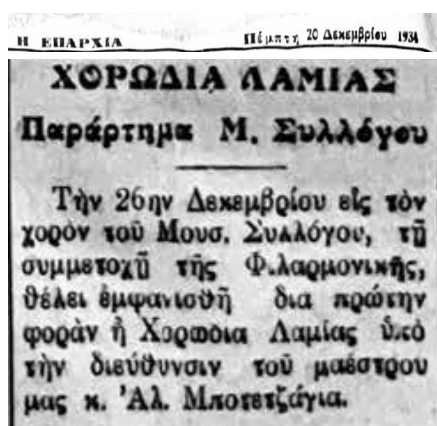 Η ΕΠΑΡΧΙΑ
Πέμπτη 20 Δεκεμβρίου 1934
ΧΟΡΩΔΙΑ ΛΑΜΙΑΣ
Παράρτημα Μ. Συλλόγου
Τὴν 26ην Δεκεμβρίου εἰς τὸν
χορὸν τοῦ Μουσ. Συλλόγου, τῇ
συμμετοχῇ τῆς Φιλαρμονικῆς,
θέλει ἐμφανισθῆ δια πρώτην
φορὰν ἡ Χορωδια Λαμίας ὑπὸ
τὴν διεύθυνσιν τοῦ μαέστρου
μας κ. Ἀλ. Μποτετζάγια.